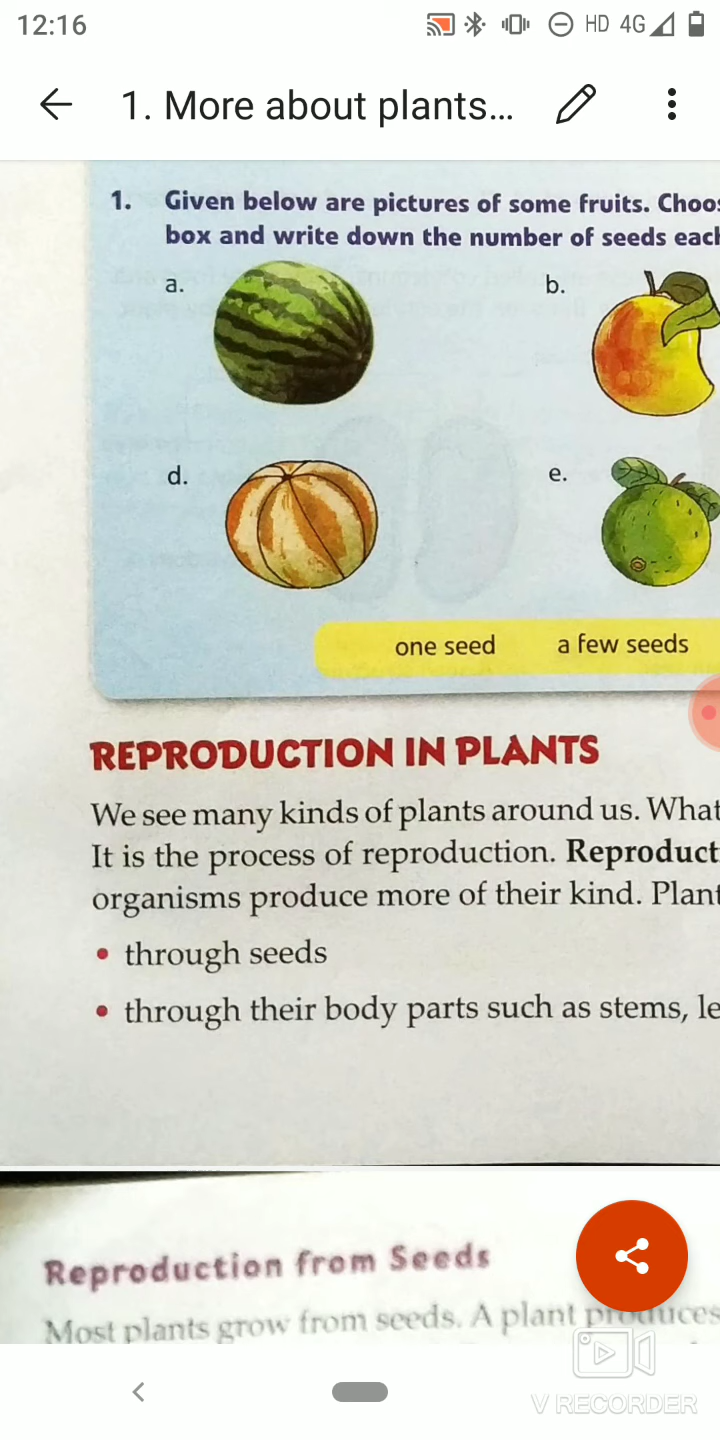 12:16
HD 4G
1. More about plants...
1. Given below are pictures of some fruits. Choos
box and write down the number of seeds each
a.
b.
d.
e.
one seed a few seeds
REPRODUCTION IN PLANTS
We see many kinds of plants around us. What
It is the process of reproduction. Reproduct
organisms produce more of their kind. Plant
• through seeds
• through their body parts such as stems, le
Reproduction from Seeds
Most plants grow from seeds. A plant produces
V RECORDER